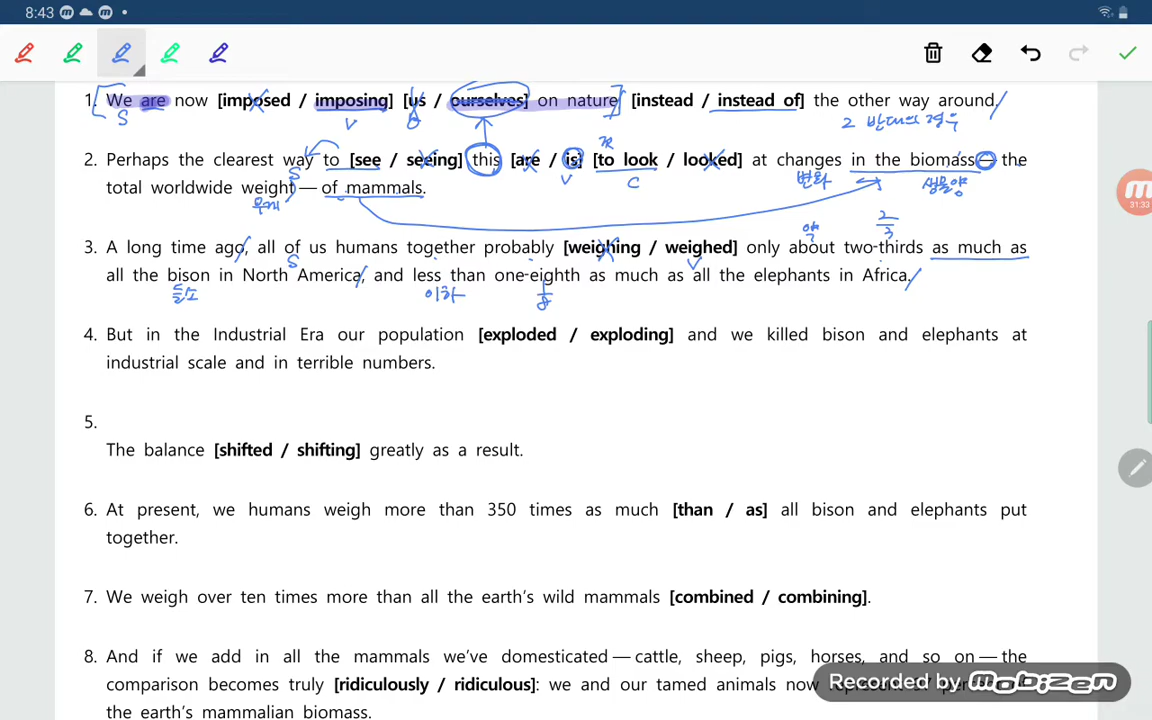 8:43
1. We are now [imposed / imposing] [us / ourselves] on nature [instead / instead of] the other way around.
S V O 2 반대의 경우
2. Perhaps the clearest way to [see / seeing] this [are / is] [to look / looked] at changes in the biomass — the
S V C 변화 생물양
total worldwide weight — of mammals.
무게
약 2/3
3. A long time ago, all of us humans together probably [weighing / weighed] only about two-thirds as much as
S V
all the bison in North America, and less than one-eighth as much as all the elephants in Africa.
들소 이하 1/8
4. But in the Industrial Era our population [exploded / exploding] and we killed bison and elephants at
industrial scale and in terrible numbers.
5.
The balance [shifted / shifting] greatly as a result.
6. At present, we humans weigh more than 350 times as much [than / as] all bison and elephants put
together.
7. We weigh over ten times more than all the earth's wild mammals [combined / combining].
8. And if we add in all the mammals we've domesticated — cattle, sheep, pigs, horses, and so on — the
comparison becomes truly [ridiculously / ridiculous]: we and our tamed animals now
the earth's mammalian biomass.
31:33
Recorded by mobizen